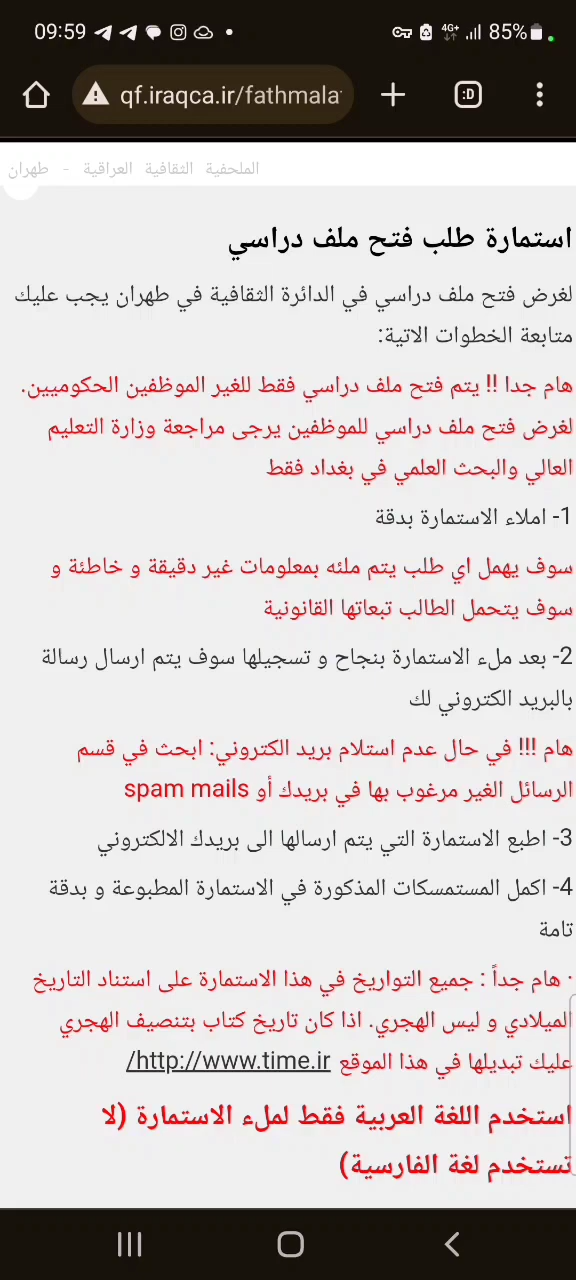 09:59
4G+
85%
qf.iraqca.ir/fathmala
:D
الملحفية الثقافية العراقية - طهران
استمارة طلب فتح ملف دراسي
لغرض فتح ملف دراسي في الدائرة الثقافية في طهران يجب عليك
متابعة الخطوات الاتية:
هام جدا !! يتم فتح ملف دراسي فقط للغير الموظفين الحكوميين.
لغرض فتح ملف دراسي للموظفين يرجى مراجعة وزارة التعليم
العالي والبحث العلمي في بغداد فقط
1- املاء الاستمارة بدقة
سوف يهمل اي طلب يتم ملئه بمعلومات غير دقيقة و خاطئة و
سوف يتحمل الطالب تبعاتها القانونية
2- بعد ملء الاستمارة بنجاح و تسجيلها سوف يتم ارسال رسالة
بالبريد الكتروني لك
هام !!! في حال عدم استلام بريد الكتروني: ابحث في قسم
الرسائل الغير مرغوب بها في بريدك أو spam mails
3- اطبع الاستمارة التي يتم ارسالها الى بريدك الالكتروني
4- اكمل المستمسكات المذكورة في الاستمارة المطبوعة و بدقة
تامة
· هام جداً : جميع التواريخ في هذا الاستمارة على استناد التاريخ
الميلادي و ليس الهجري. اذا كان تاريخ كتاب بتنصيف الهجري
عليك تبديلها في هذا الموقع http://www.time.ir/
استخدم اللغة العربية فقط لملء الاستمارة (لا
تستخدم لغة الفارسية)